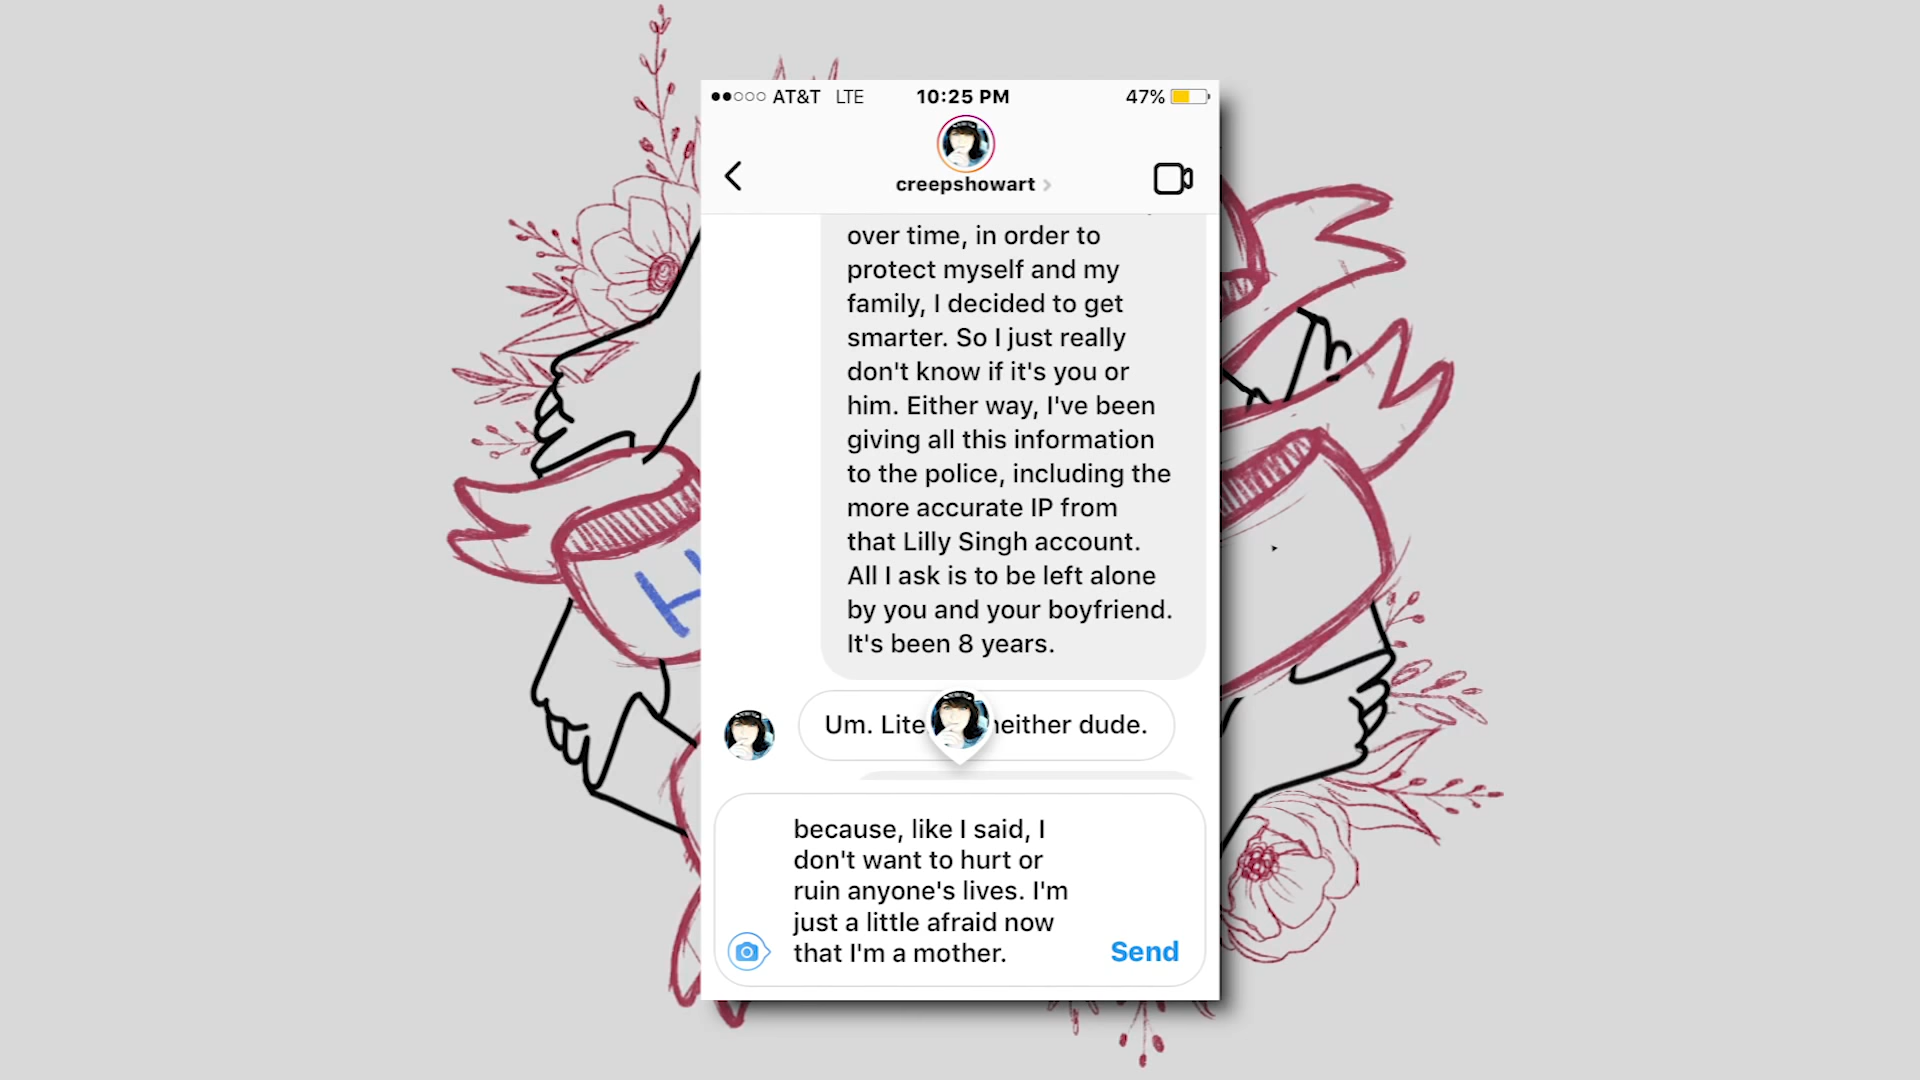 AT&T LTE 10:25 PM 47%
creepshowart
over time, in order to
protect myself and my
family, I decided to get
smarter. So I just really
don't know if it's you or
him. Either way, I've been
giving all this information
to the police, including the
more accurate IP from
that Lilly Singh account.
All I ask is to be left alone
by you and your boyfriend.
It's been 8 years.
Um. Lite neither dude.
because, like I said, I
don't want to hurt or
ruin anyone's lives. I'm
just a little afraid now
that I'm a mother.
Send
H
h